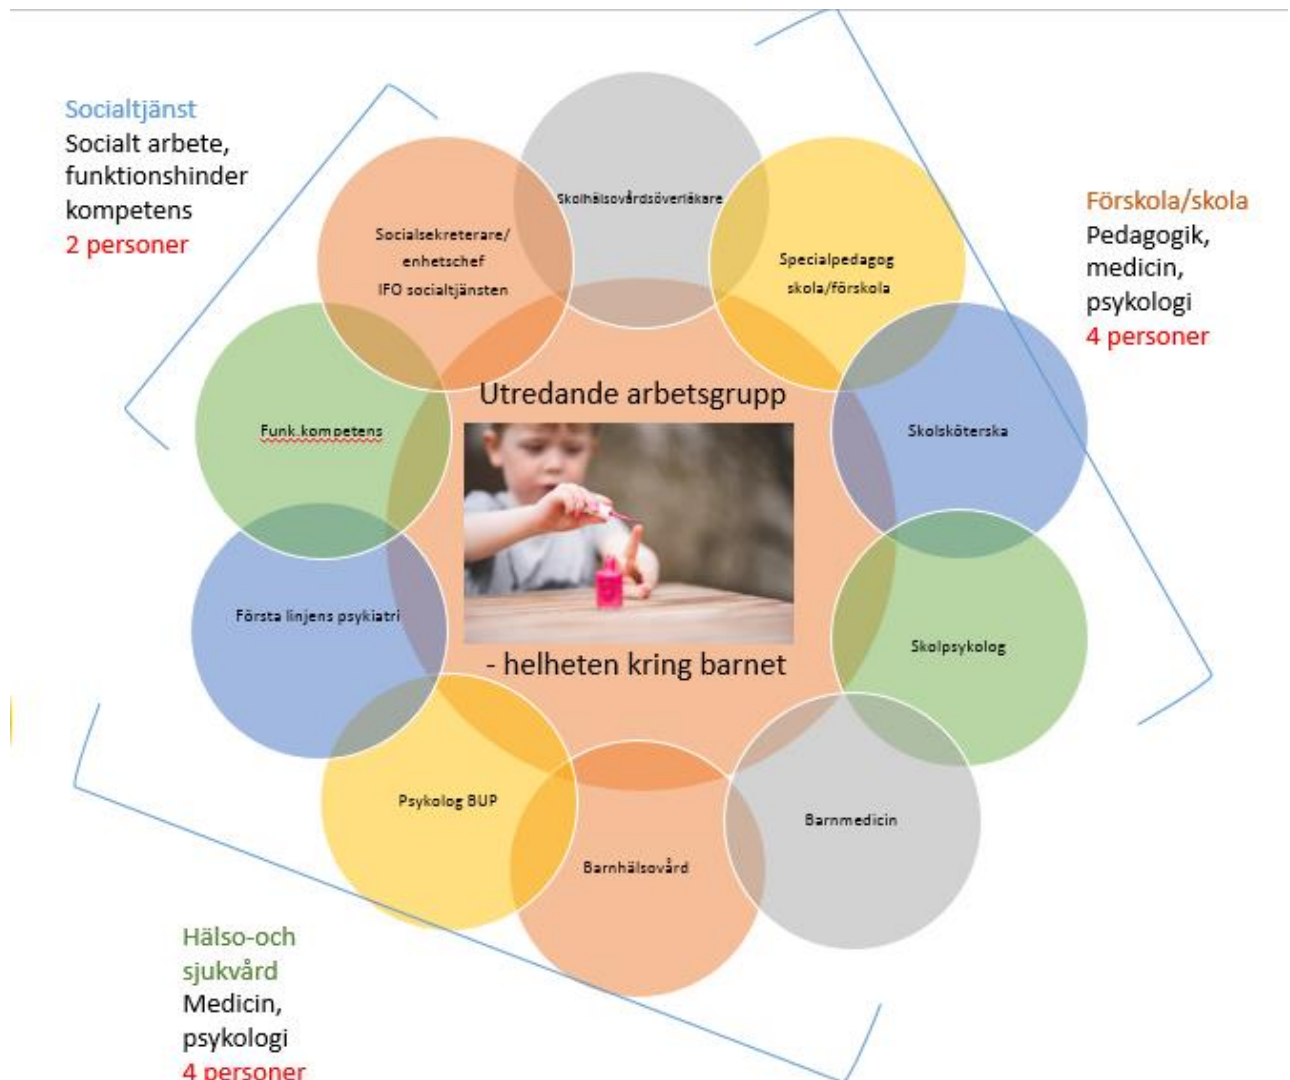 Socialtjänst
Socialt arbete,
funktionshinder
kompetens
2 personer
Skolhälsovårdsöverläkare
Socialsekreterare/
enhetschef
IFO socialtjänsten
Specialpedagog
skola/förskola
Förskola/skola
Pedagogik,
medicin,
psykologi
4 personer
Utredande arbetsgrupp
Funk.kompetens
Skolsköterska
Första linjens psykiatri
Skolpsykolog
- helheten kring barnet
Psykolog BUP
Barnmedicin
Barnhälsovård
Hälso-och
sjukvård
Medicin,
psykologi
4 personer